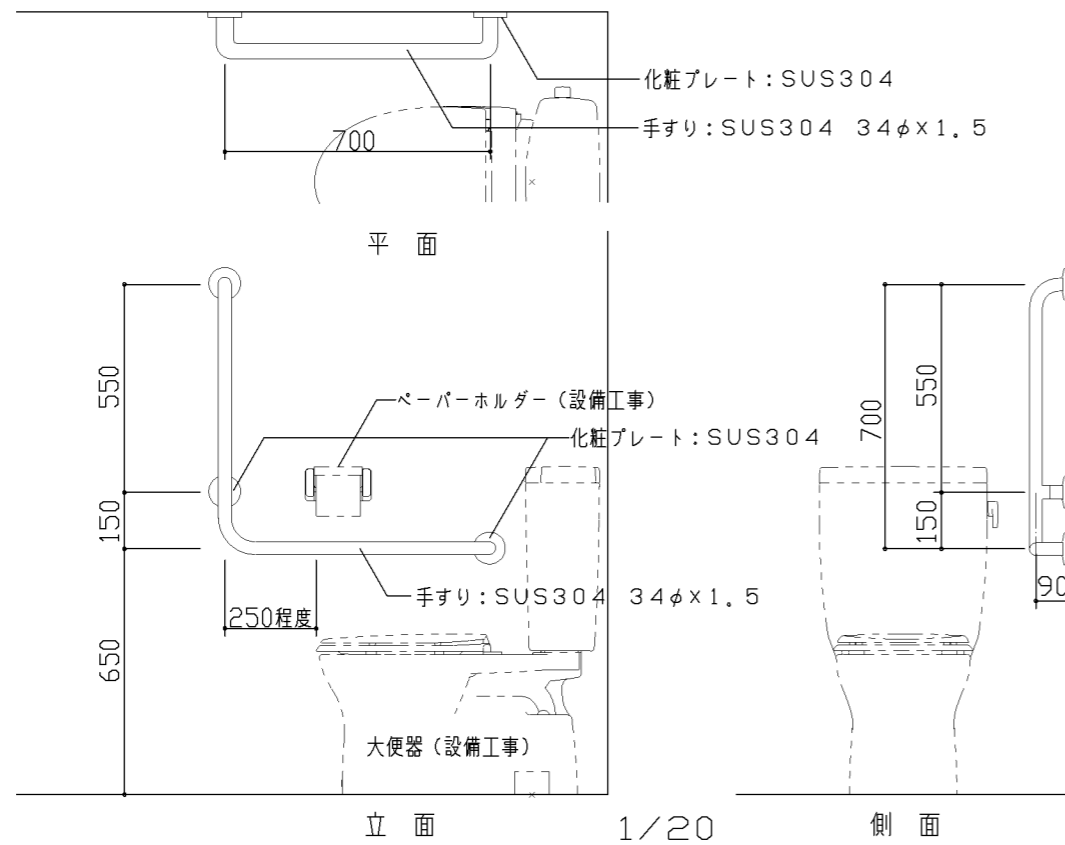 化粧プレート：ＳＵＳ３０４
手すり：ＳＵＳ３０４　３４φ×１．５
700
平　面
550
150
650
ペーパーホルダー（設備工事）
化粧プレート：ＳＵＳ３０４
手すり：ＳＵＳ３０４　３４φ×１．５
250程度
大便器（設備工事）
立　面
1/20
700
550
150
90
側　面